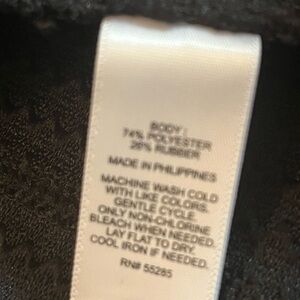 BODY:
74% POLYESTER
26% RUBBER
MADE IN PHILIPPINES
MACHINE WASH COLD
WITH LIKE COLORS.
GENTLE CYCLE.
ONLY NON-CHLORINE
BLEACH WHEN NEEDED.
LAY FLAT TO DRY.
COOL IRON IF NEEDED.
RN# 55285